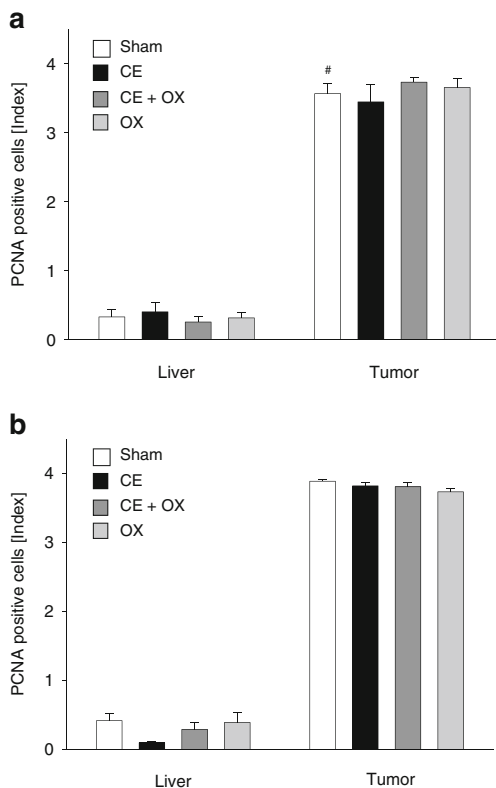 a
PCNA positive cells [Index]
4
3
2
1
0
Sham
CE
CE + OX
OX
#
Liver Tumor
b
PCNA positive cells [Index]
4
3
2
1
0
Sham
CE
CE + OX
OX
Liver Tumor